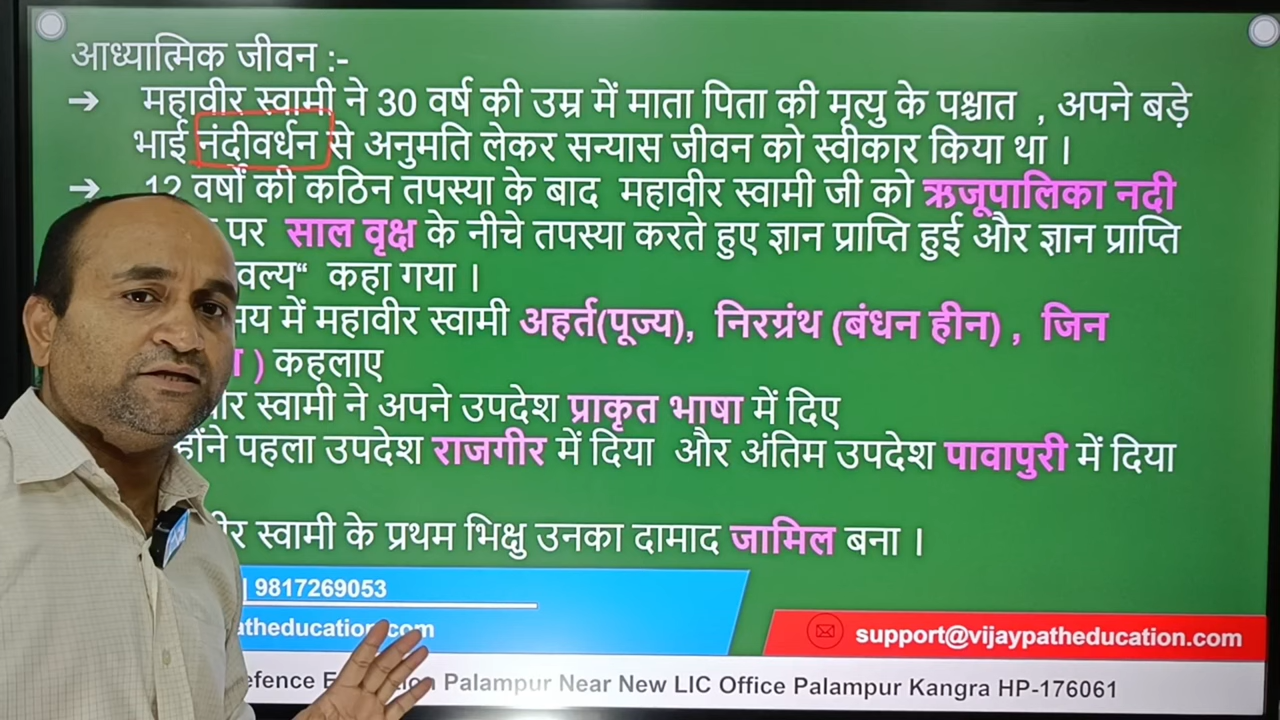 आध्यात्मिक जीवन :-
➔ महावीर स्वामी ने 30 वर्ष की उम्र में माता पिता की मृत्यु के पश्चात , अपने बड़े
भाई नंदीवर्धन से अनुमति लेकर सन्यास जीवन को स्वीकार किया था ।
➔ 12 वर्षों की कठिन तपस्या के बाद महावीर स्वामी जी को ऋजूपालिका नदी
पर साल वृक्ष के नीचे तपस्या करते हुए ज्ञान प्राप्ति हुई और ज्ञान प्राप्ति
वल्य“ कहा गया ।
में महावीर स्वामी अहर्त(पूज्य), निरग्रंथ (बंधन हीन) , जिन
) कहलाए
स्वामी ने अपने उपदेश प्राकृत भाषा में दिए
होंने पहला उपदेश राजगीर में दिया और अंतिम उपदेश पावापुरी में दिया
स्वामी के प्रथम भिक्षु उनका दामाद जामिल बना ।
| 9817269053
atheducation.com
support@vijaypatheducation.com
efence Palampur Near New LIC Office Palampur Kangra HP-176061